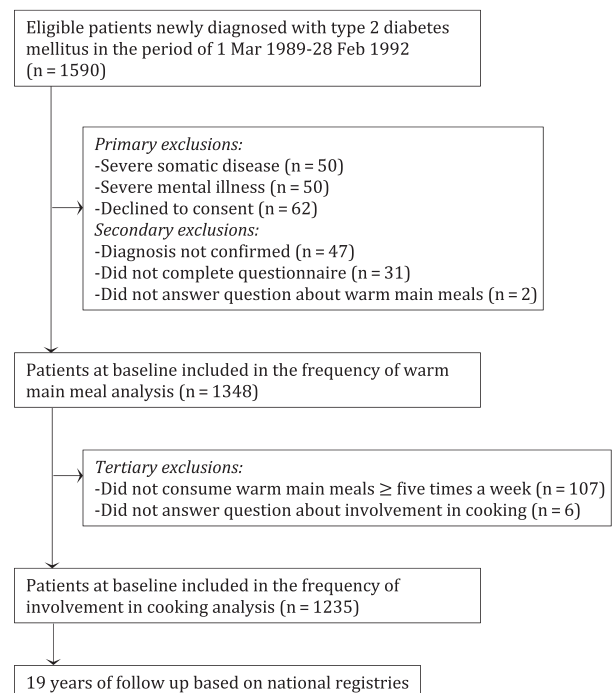 Eligible patients newly diagnosed with type 2 diabetes
mellitus in the period of 1 Mar 1989-28 Feb 1992
(n = 1590)
Primary exclusions:
-Severe somatic disease (n = 50)
-Severe mental illness (n = 50)
-Declined to consent (n = 62)
Secondary exclusions:
-Diagnosis not confirmed (n = 47)
-Did not complete questionnaire (n = 31)
-Did not answer question about warm main meals (n = 2)
Patients at baseline included in the frequency of warm
main meal analysis (n = 1348)
Tertiary exclusions:
-Did not consume warm main meals ≥ five times a week (n = 107)
-Did not answer question about involvement in cooking (n = 6)
Patients at baseline included in the frequency of
involvement in cooking analysis (n = 1235)
19 years of follow up based on national registries